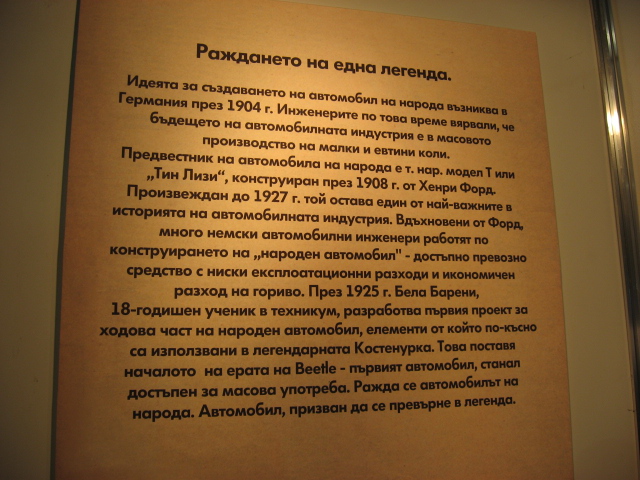 Раждането на една легенда.
Идеята за създаването на автомобил на народа възниква в
Германия през 1904 г. Инженерите по това време вярвали, че
бъдещето на автомобилната индустрия е в масовото
производство на малки и евтини коли.
Предвестник на автомобила на народа е т. нар. модел Т или
„Тин Лизи“, конструиран през 1908 г. от Хенри Форд.
Произвеждан до 1927 г. той остава един от най-важните в
историята на автомобилната индустрия. Вдъхновени от Форд,
много немски автомобилни инженери работят по
конструирането на „народен автомобил" - достъпно превозно
средство с ниски експлоатационни разходи и икономичен
разход на гориво. През 1925 г. Бела Барени,
18-годишен ученик в техникум, разработва първия проект за
ходова част на народен автомобил, елементи от който по-късно
са използвани в легендарната Костенурка. Това поставя
началото на ерата на Beetle - първият автомобил, станал
достъпен за масова употреба. Ражда се автомобилът на
народа. Автомобил, призван да се превърне в легенда.